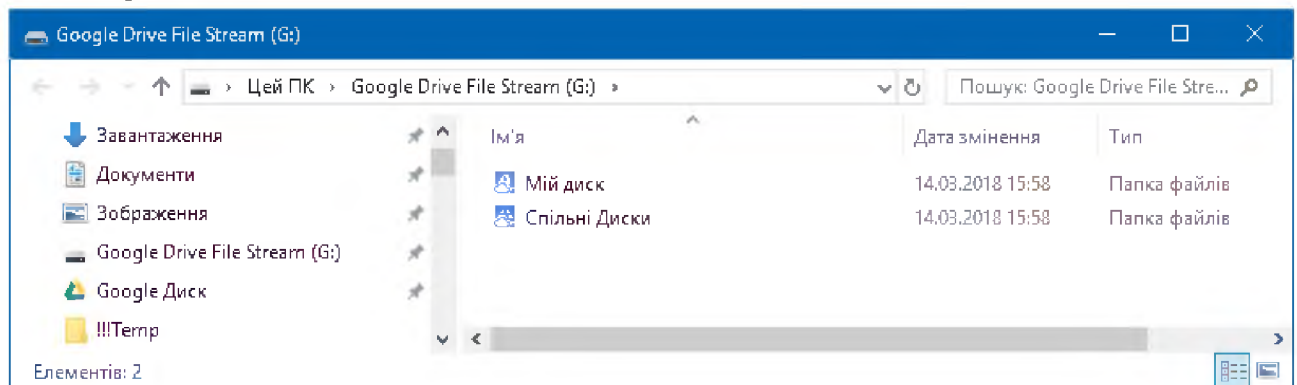 Google Drive File Stream (G:)
Цей ПК › Google Drive File Stream (G:) ›
Пошук: Google Drive File Stre...
Завантаження
Документи
Зображення
Google Drive File Stream (G:)
Google Диск
!!!Temp
Ім'я Дата змінення Тип
Мій диск 14.03.2018 15:58 Папка файлів
Спільні Диски 14.03.2018 15:58 Папка файлів
Елементів: 2